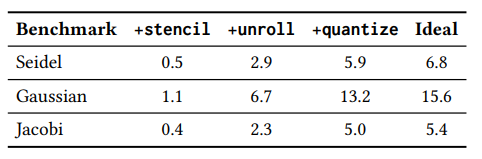 Benchmark +stencil +unroll +quantize Ideal
Seidel 0.5 2.9 5.9 6.8
Gaussian 1.1 6.7 13.2 15.6
Jacobi 0.4 2.3 5.0 5.4